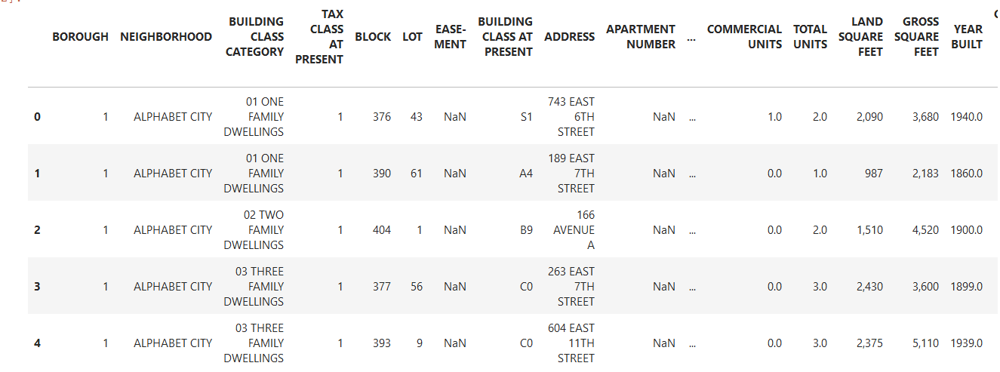 BOROUGH NEIGHBORHOOD BUILDING CLASS CATEGORY TAX CLASS AT PRESENT BLOCK LOT EASE-MENT BUILDING CLASS AT PRESENT ADDRESS APARTMENT NUMBER ... COMMERCIAL UNITS TOTAL UNITS LAND SQUARE FEET GROSS SQUARE FEET YEAR BUILT
0 1 ALPHABET CITY 01 ONE FAMILY DWELLINGS 1 376 43 NaN S1 743 EAST 6TH STREET NaN ... 1.0 2.0 2,090 3,680 1940.0
1 1 ALPHABET CITY 01 ONE FAMILY DWELLINGS 1 390 61 NaN A4 189 EAST 7TH STREET NaN ... 0.0 1.0 987 2,183 1860.0
2 1 ALPHABET CITY 02 TWO FAMILY DWELLINGS 1 404 1 NaN B9 166 AVENUE A NaN ... 0.0 2.0 1,510 4,520 1900.0
3 1 ALPHABET CITY 03 THREE FAMILY DWELLINGS 1 377 56 NaN C0 263 EAST 7TH STREET NaN ... 0.0 3.0 2,430 3,600 1899.0
4 1 ALPHABET CITY 03 THREE FAMILY DWELLINGS 1 393 9 NaN C0 604 EAST 11TH STREET NaN ... 0.0 3.0 2,375 5,110 1939.0